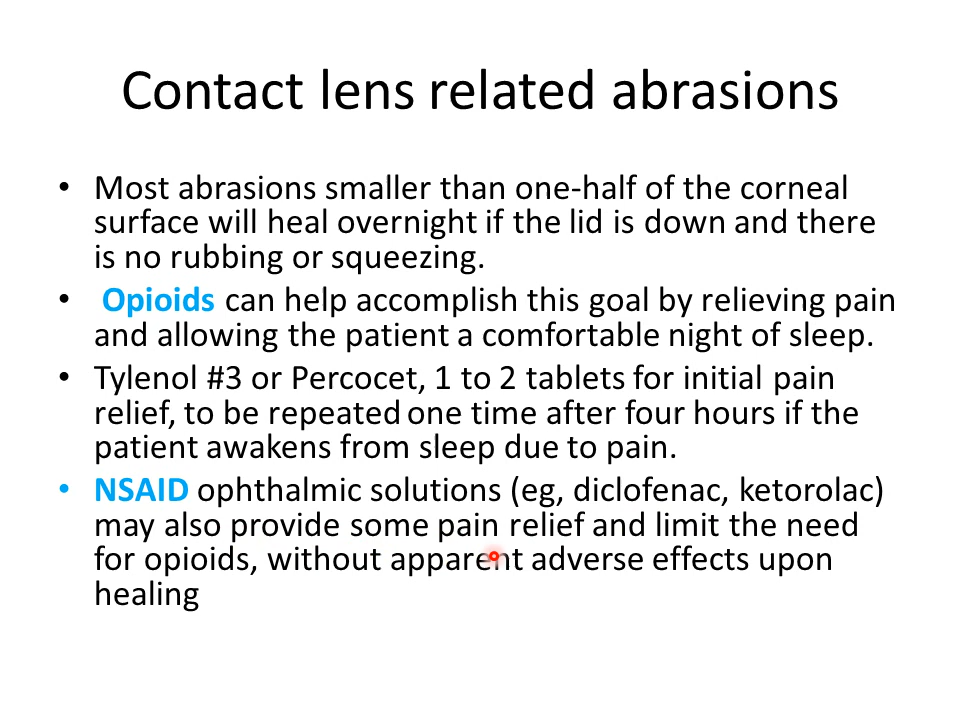 Contact lens related abrasions
• Most abrasions smaller than one-half of the corneal
surface will heal overnight if the lid is down and there
is no rubbing or squeezing.
• Opioids can help accomplish this goal by relieving pain
and allowing the patient a comfortable night of sleep.
• Tylenol #3 or Percocet, 1 to 2 tablets for initial pain
relief, to be repeated one time after four hours if the
patient awakens from sleep due to pain.
• NSAID ophthalmic solutions (eg, diclofenac, ketorolac)
may also provide some pain relief and limit the need
for opioids, without apparent adverse effects upon
healing